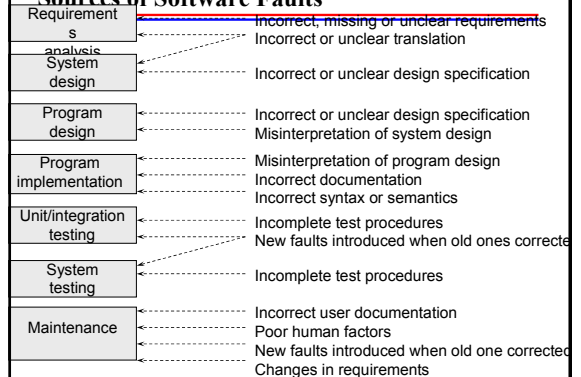 Sources of Software Faults
Requirement
s
analysis
Incorrect, missing or unclear requirements
Incorrect or unclear translation
System
design
Incorrect or unclear design specification
Program
design
Incorrect or unclear design specification
Misinterpretation of system design
Program
implementation
Misinterpretation of program design
Incorrect documentation
Incorrect syntax or semantics
Unit/integration
testing
Incomplete test procedures
New faults introduced when old ones correcte
System
testing
Incomplete test procedures
Maintenance
Incorrect user documentation
Poor human factors
New faults introduced when old one corrected
Changes in requirements